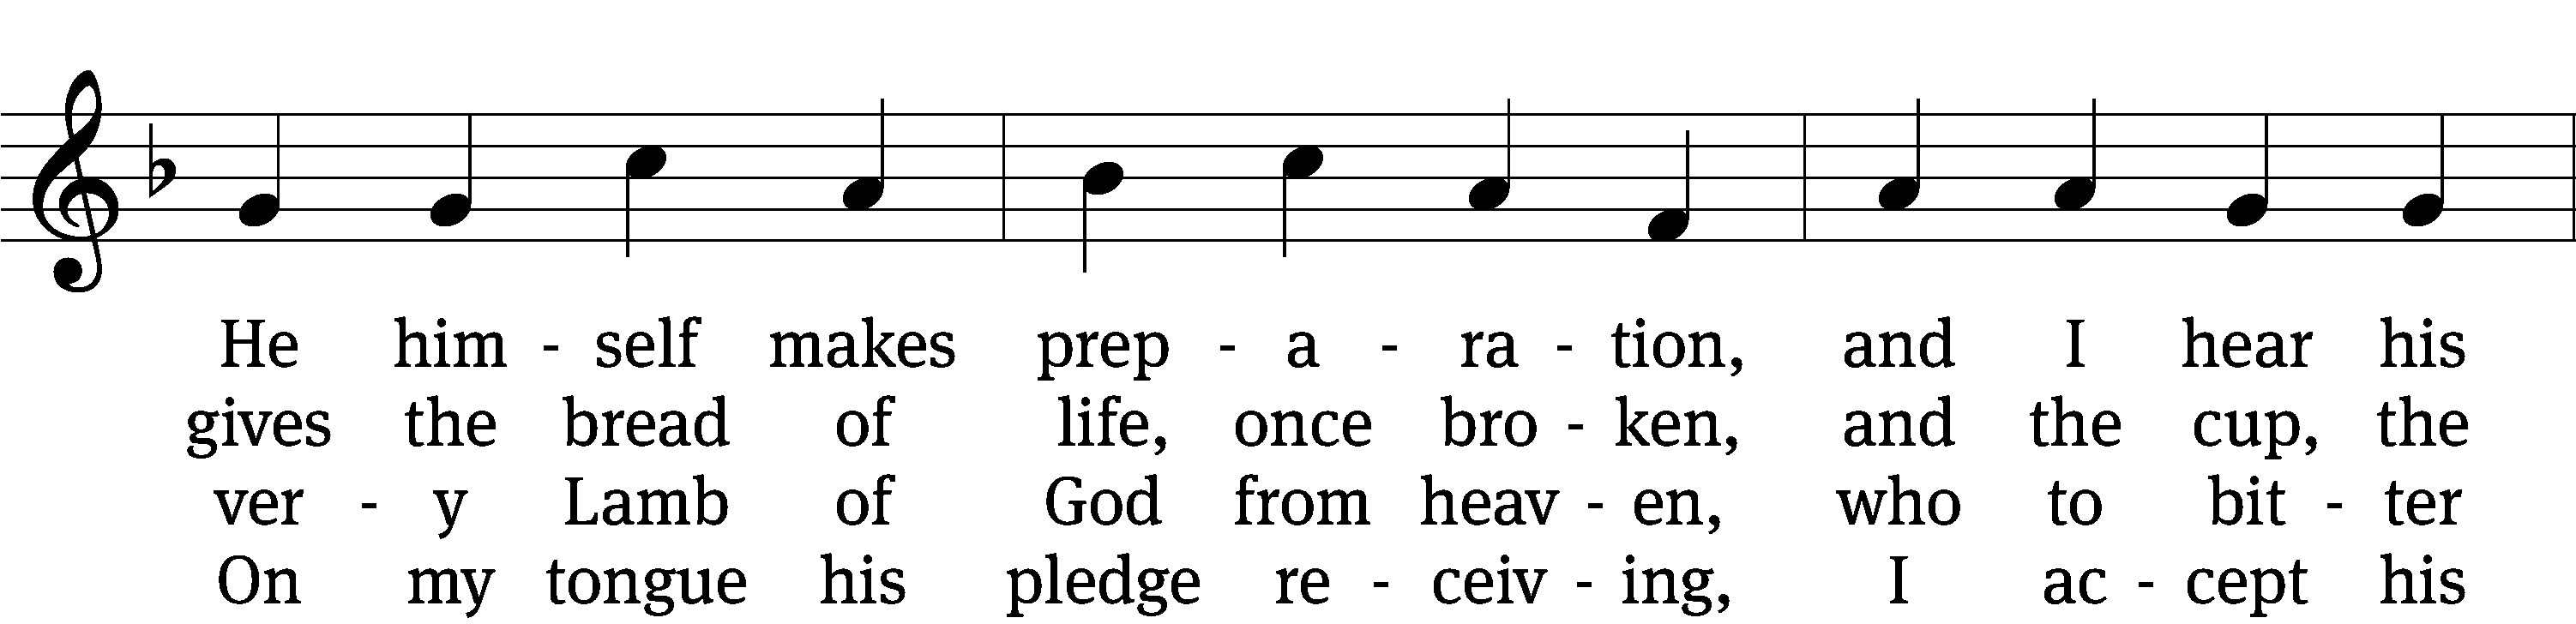 He him - self makes prep - a - ra - tion, and I hear his
gives the bread of life, once bro - ken, and the cup, the
ver - y Lamb of God from heav - en, who to bit - ter
On my tongue his pledge re - ceiv - ing, I ac - cept his